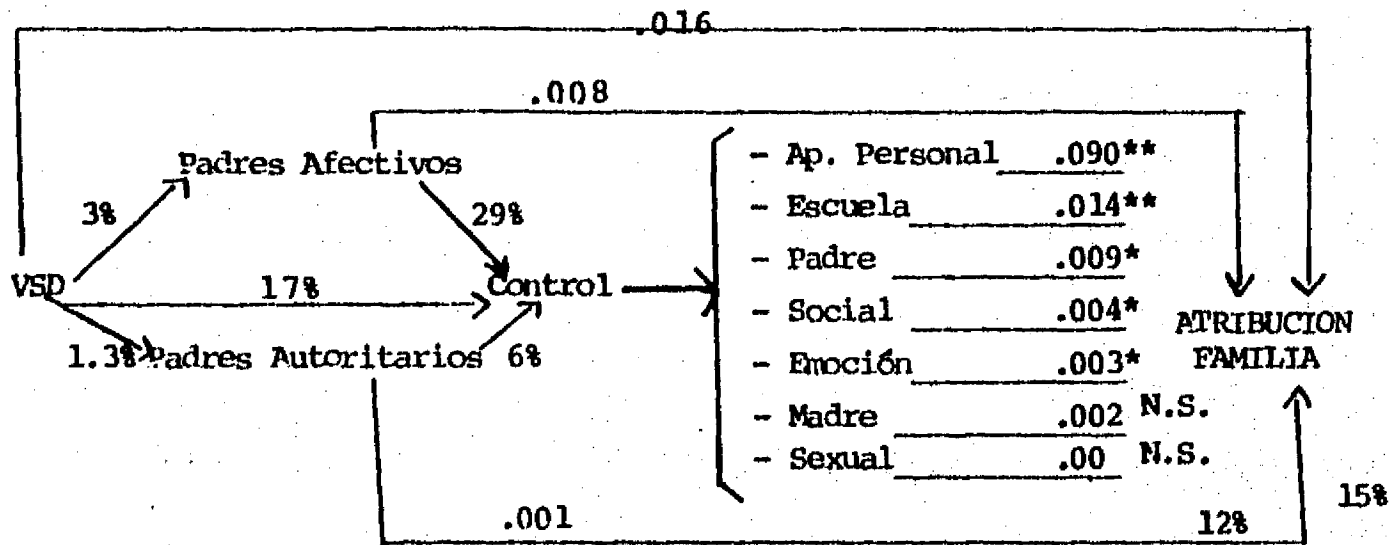 .016
.008
Padres Afectivos
- Ap. Personal .090**
3%
29%
- Escuela .014**
- Padre .009*
VSD
17%
Control
- Social .004*
ATRIBUCION
FAMILIA
1.3%
Padres Autoritarios
6%
- Emoción .003*
- Madre .002 N.S.
- Sexual .00 N.S.
15%
.001
12%